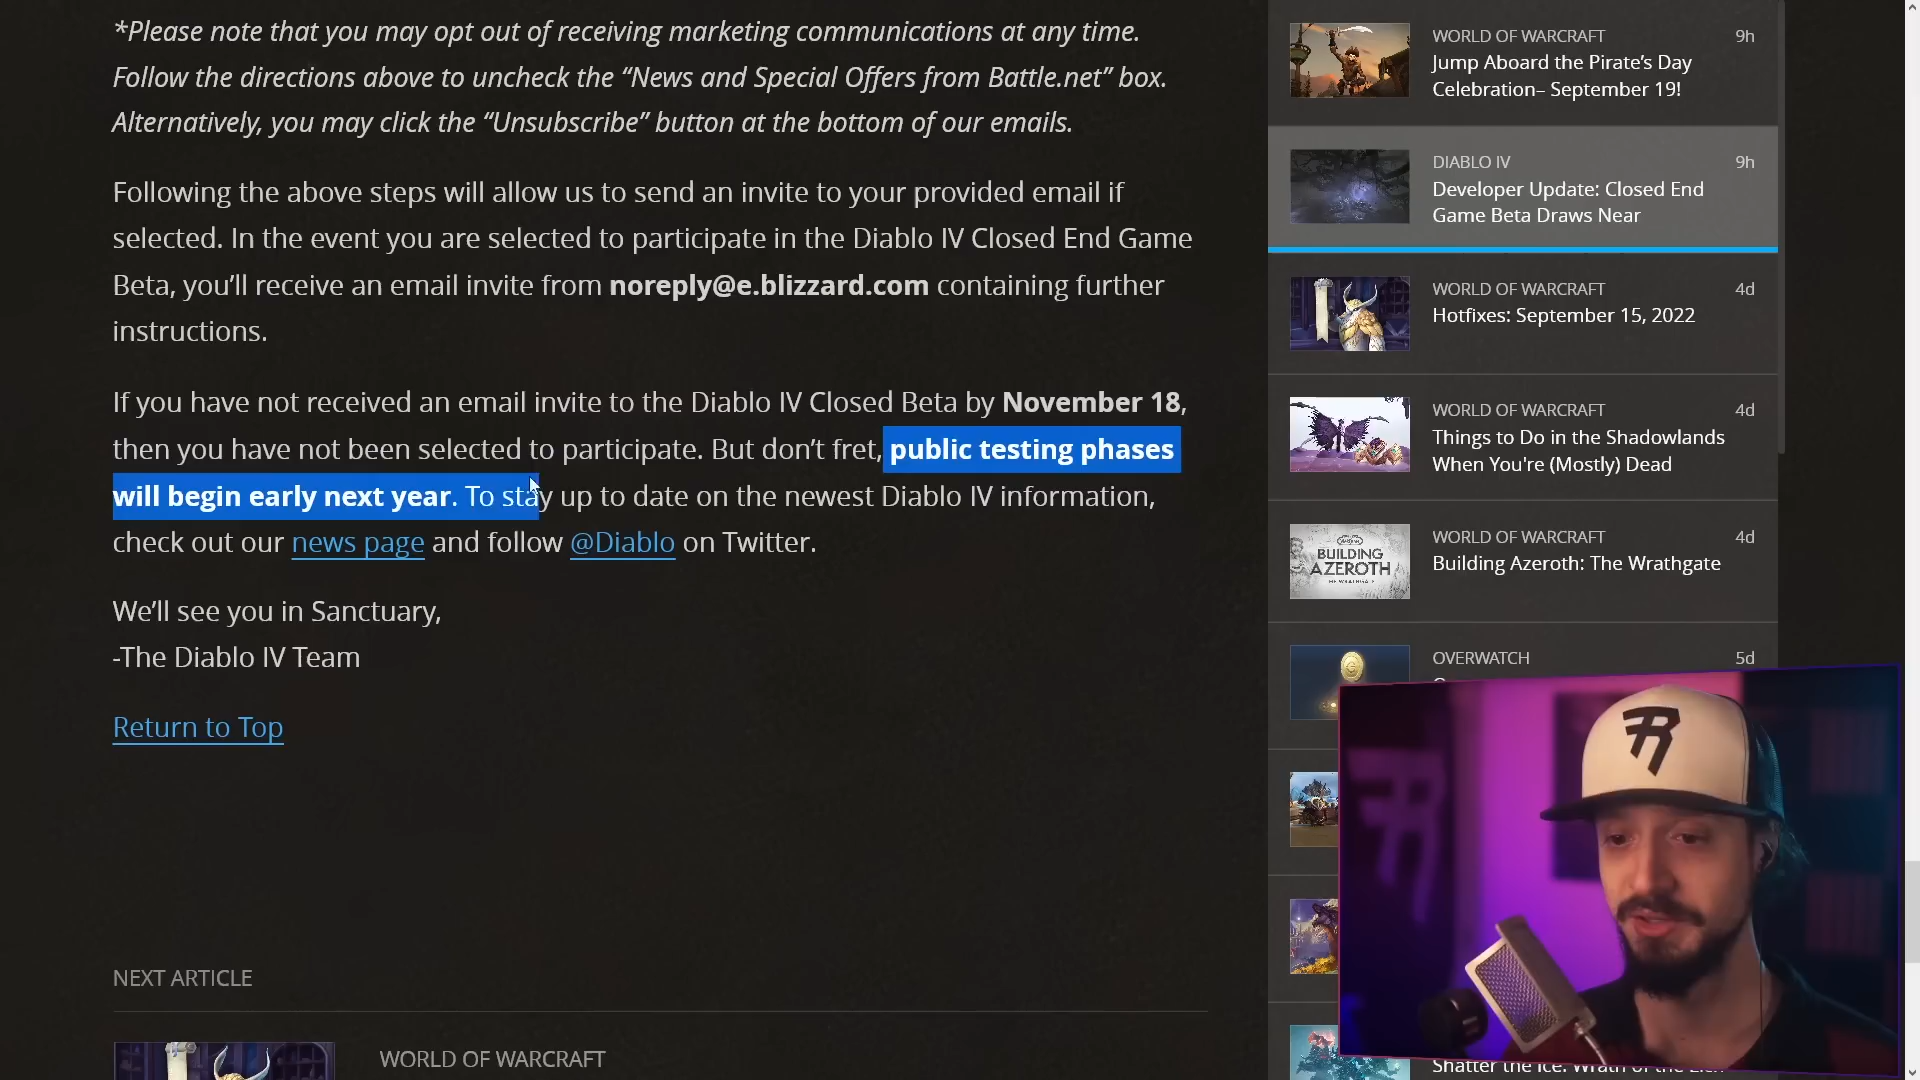 *Please note that you may opt out of receiving marketing communications at any time.
Follow the directions above to uncheck the “News and Special Offers from Battle.net” box.
Alternatively, you may click the “Unsubscribe” button at the bottom of our emails.
Following the above steps will allow us to send an invite to your provided email if
selected. In the event you are selected to participate in the Diablo IV Closed End Game
Beta, you’ll receive an email invite from noreply@e.blizzard.com containing further
instructions.
If you have not received an email invite to the Diablo IV Closed Beta by November 18,
then you have not been selected to participate. But don’t fret, public testing phases
will begin early next year. To stay up to date on the newest Diablo IV information,
check out our news page and follow @Diablo on Twitter.
We’ll see you in Sanctuary,
-The Diablo IV Team
Return to Top
NEXT ARTICLE
WORLD OF WARCRAFT
WORLD OF WARCRAFT 9h
Jump Aboard the Pirate’s Day
Celebration– September 19!
DIABLO IV 9h
Developer Update: Closed End
Game Beta Draws Near
WORLD OF WARCRAFT 4d
Hotfixes: September 15, 2022
WORLD OF WARCRAFT 4d
Things to Do in the Shadowlands
When You're (Mostly) Dead
WORLD OF WARCRAFT 4d
Building Azeroth: The Wrathgate
BUILDING
AZEROTH
THE WRATHGATE
OVERWATCH 5d
Shatter the Ice: Wrath of the Lich